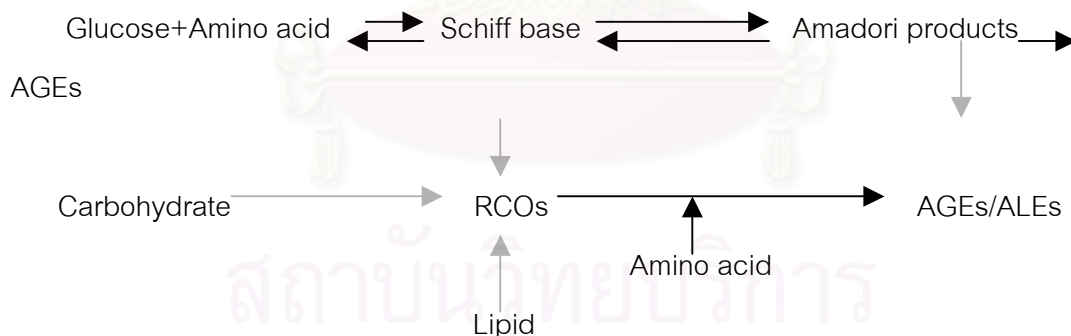 Glucose+Amino acid Schiff base Amadori products
AGEs
Carbohydrate RCOs AGEs/ALEs
Amino acid
สถาบันวิทยบริการ
Lipid